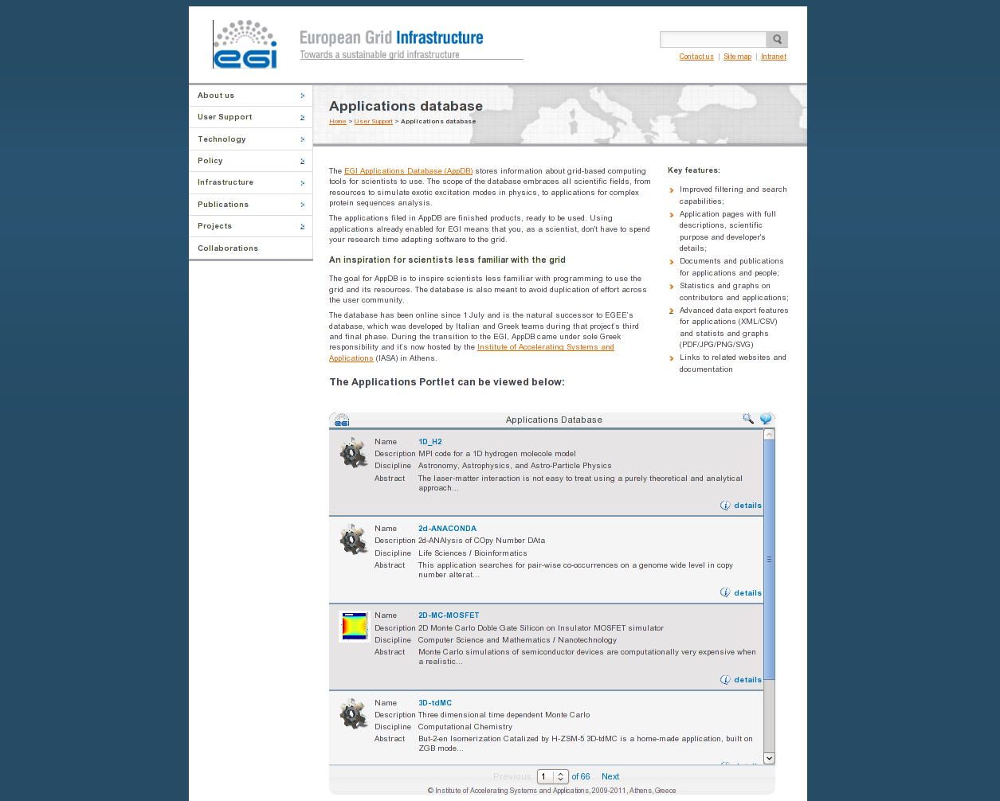 egi
European Grid Infrastructure
Towards a sustainable grid infrastructure
Contact us | Site map | Intranet
About us
User Support
Technology
Policy
Infrastructure
Publications
Projects
Collaborations
Applications database
Home > User Support > Applications database
The EGI Applications Database (AppDB) stores information about grid-based computing
tools for scientists to use. The scope of the database embraces all scientific fields, from
resources to simulate exotic excitation modes in physics, to applications for complex
protein sequences analysis.
The applications filed in AppDB are finished products, ready to be used. Using
applications already enabled for EGI means that you, as a scientist, don't have to spend
your research time adapting software to the grid.
An inspiration for scientists less familiar with the grid
The goal for AppDB is to inspire scientists less familiar with programming to use the
grid and its resources. The database is also meant to avoid duplication of effort across
the user community.
The database has been online since 1 July and is the natural successor to EGEE's
database, which was developed by Italian and Greek teams during that project's third
and final phase. During the transition to the EGI, AppDB came under sole Greek
responsibility and it's now hosted by the Institute of Accelerating Systems and
Applications (IASA) in Athens.
The Applications Portlet can be viewed below:
Key features:
Improved filtering and search
capabilities;
Application pages with full
descriptions, scientific
purpose and developer's
details;
Documents and publications
for applications and people;
Statistics and graphs on
contributors and applications;
Advanced data export features
for applications (XML/CSV)
and statists and graphs
(PDF/JPG/PNG/SVG)
Links to related websites and
documentation
egi
Applications Database
Name 1D_H2
Description MPI code for a 1D hydrogen molecole model
Discipline Astronomy, Astrophysics, and Astro-Particle Physics
Abstract The laser-matter interaction is not easy to treat using a purely theoretical and analytical
approach...
details
Name 2d-ANACONDA
Description 2d-ANAlysis of COpy Number DAta
Discipline Life Sciences / Bioinformatics
Abstract This application searches for pair-wise co-occurrences on a genome wide level in copy
number alterat...
details
Name 2D-MC-MOSFET
Description 2D Monte Carlo Doble Gate Silicon on Insulator MOSFET simulator
Discipline Computer Science and Mathematics / Nanotechnology
Abstract Monte Carlo simulations of semiconductor devices are computationally very expensive when
a realistic...
details
Name 3D-tdMC
Description Three dimensional time dependent Monte Carlo
Discipline Computational Chemistry
Abstract But-2-en Isomerization Catalized by H-ZSM-5 3D-tdMC is a home-made application, built on
ZGB mode...
Previous 1 of 66 Next
© Institute of Accelerating Systems and Applications, 2009-2011, Athens, Greece